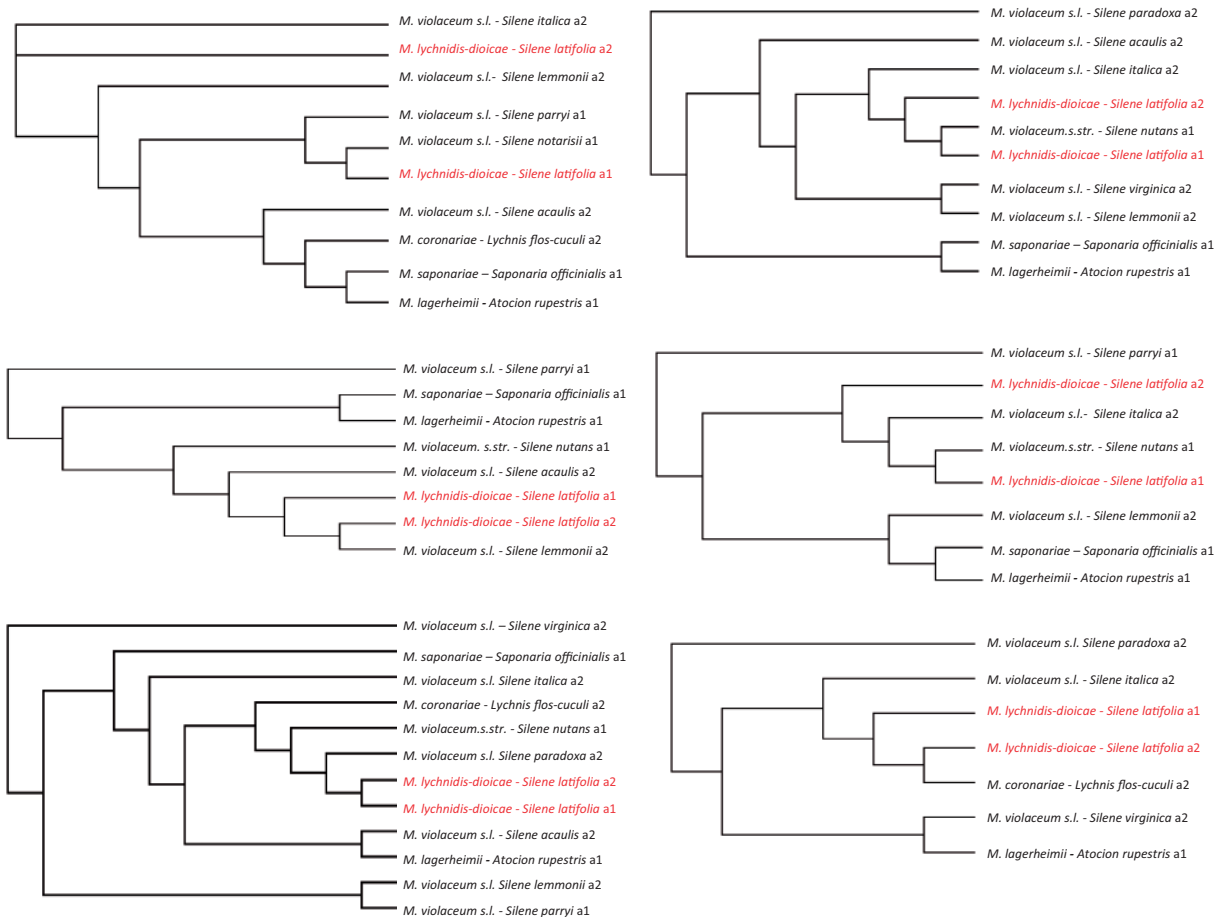 M. violaceum s.l. - Silene italica a2
M. lychnidis-dioicae - Silene latifolia a2
M. violaceum s.l.- Silene lemmonii a2
M. violaceum s.l. - Silene parryi a1
M. violaceum s.l. - Silene notarisii a1
M. lychnidis-dioicae - Silene latifolia a1
M. violaceum s.l. - Silene acaulis a2
M. coronariae - Lychnis flos-cuculi a2
M. saponariae – Saponaria officinialis a1
M. lagerheimii - Atocion rupestris a1
M. violaceum s.l. - Silene paradoxa a2
M. violaceum s.l. - Silene acaulis a2
M. violaceum s.l. - Silene italica a2
M. lychnidis-dioicae - Silene latifolia a2
M. violaceum.s.str. - Silene nutans a1
M. lychnidis-dioicae - Silene latifolia a1
M. violaceum s.l. - Silene virginica a2
M. violaceum s.l. - Silene lemmonii a2
M. saponariae – Saponaria officinialis a1
M. lagerheimii - Atocion rupestris a1
M. violaceum s.l. - Silene parryi a1
M. saponariae – Saponaria officinialis a1
M. lagerheimii - Atocion rupestris a1
M. violaceum. s.str. - Silene nutans a1
M. violaceum s.l. - Silene acaulis a2
M. lychnidis-dioicae - Silene latifolia a1
M. lychnidis-dioicae - Silene latifolia a2
M. violaceum s.l. - Silene lemmonii a2
M. violaceum s.l. - Silene parryi a1
M. lychnidis-dioicae - Silene latifolia a2
M. violaceum s.l.- Silene italica a2
M. violaceum.s.str. - Silene nutans a1
M. lychnidis-dioicae - Silene latifolia a1
M. violaceum s.l. - Silene lemmonii a2
M. saponariae – Saponaria officinialis a1
M. lagerheimii - Atocion rupestris a1
M. violaceum s.l. – Silene virginica a2
M. saponariae – Saponaria officinialis a1
M. violaceum s.l. Silene italica a2
M. coronariae - Lychnis flos-cuculi a2
M. violaceum.s.str. - Silene nutans a1
M. violaceum s.l. Silene paradoxa a2
M. lychnidis-dioicae - Silene latifolia a2
M. lychnidis-dioicae - Silene latifolia a1
M. violaceum s.l. - Silene acaulis a2
M. lagerheimii - Atocion rupestris a1
M. violaceum s.l. Silene lemmonii a2
M. violaceum s.l. - Silene parryi a1
M. violaceum s.l. Silene paradoxa a2
M. violaceum s.l. - Silene italica a2
M. lychnidis-dioicae - Silene latifolia a1
M. lychnidis-dioicae - Silene latifolia a2
M. coronariae - Lychnis flos-cuculi a2
M. violaceum s.l. - Silene virginica a2
M. lagerheimii - Atocion rupestris a1